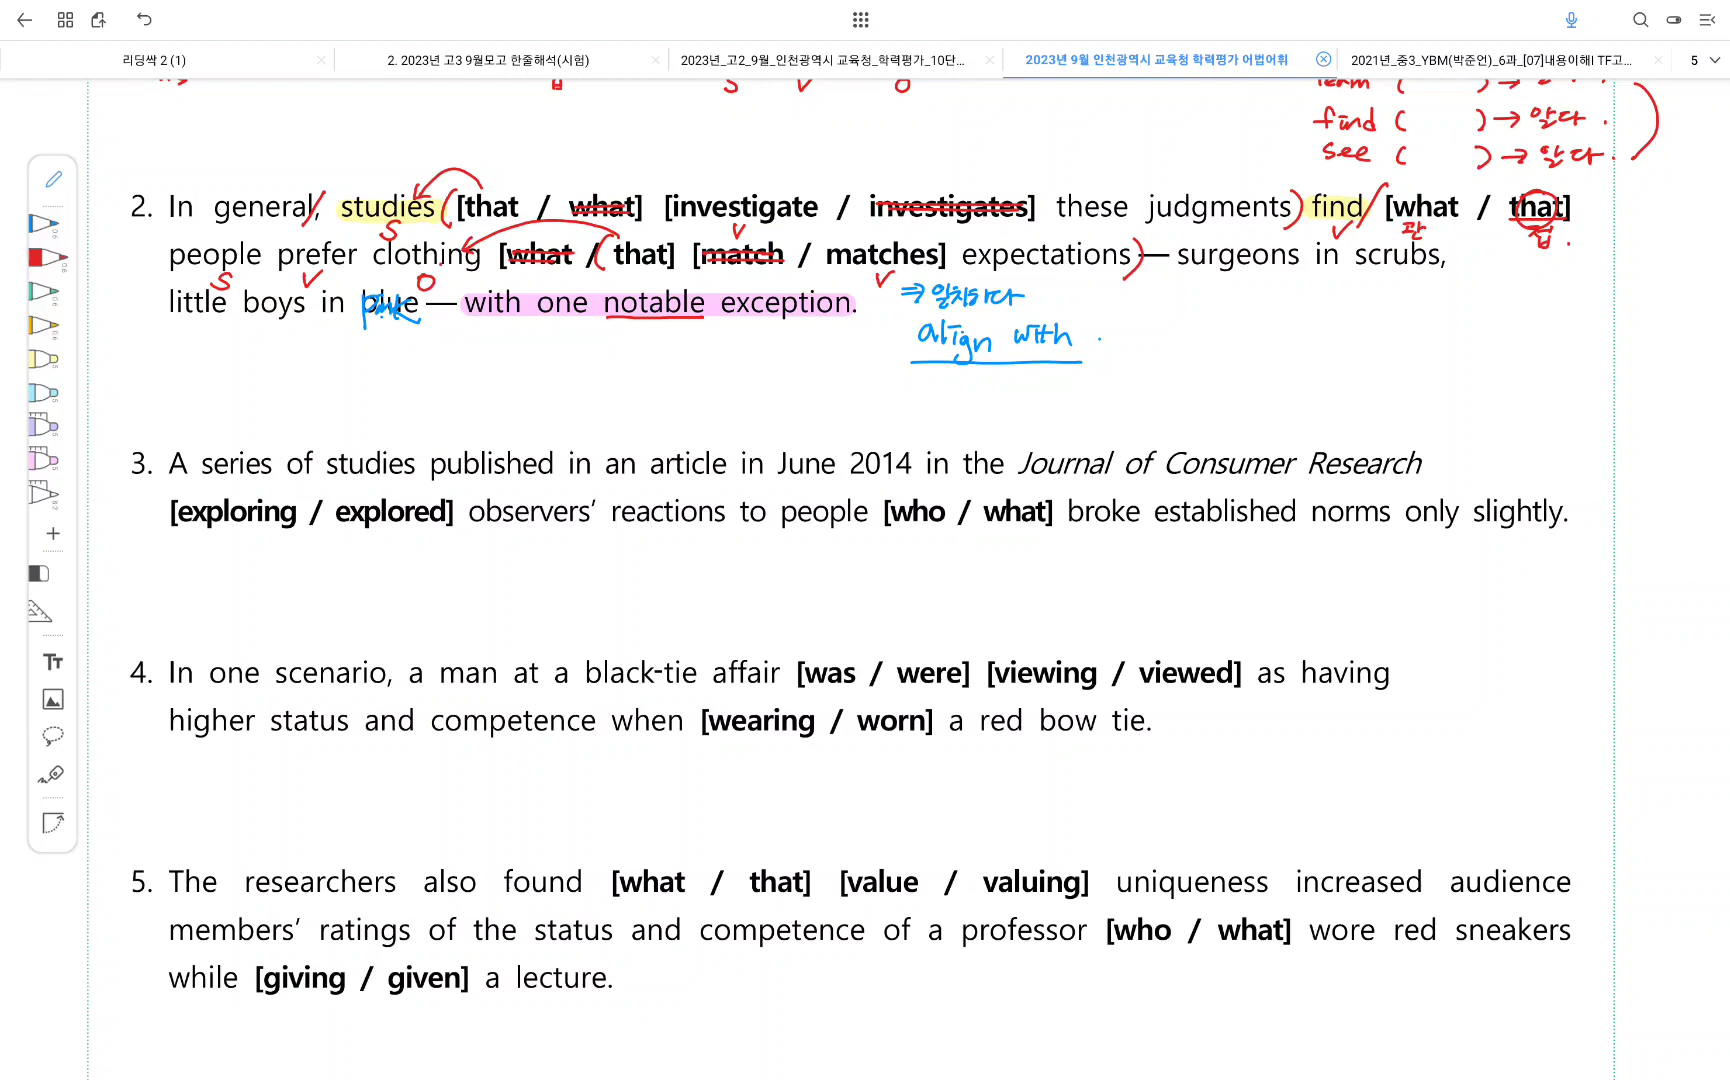 리딩싹 2 (1)
2. 2023년 고3 9월모고 한줄해석(시험)
2023년_고2_9월_인천광역시 교육청_학력평가_10단...
2023년 9월 인천광역시 교육청 학력평가 어법어휘
2021년_중3_YBM(박준언)_6과_[07]내용이해I TF고...
5
find ( ) → 알다.
see ( ) → 알다.
2. In general, studies [that / what] [investigate / investigates] these judgments find [what / that]
S V 관 접.
people prefer clothing [what / that] [match / matches] expectations — surgeons in scrubs,
S V O V ⇒ 일치하다
little boys in blue — with one notable exception.
pink
align with.
3. A series of studies published in an article in June 2014 in the Journal of Consumer Research
[exploring / explored] observers’ reactions to people [who / what] broke established norms only slightly.
4. In one scenario, a man at a black-tie affair [was / were] [viewing / viewed] as having
higher status and competence when [wearing / worn] a red bow tie.
5. The researchers also found [what / that] [value / valuing] uniqueness increased audience
members’ ratings of the status and competence of a professor [who / what] wore red sneakers
while [giving / given] a lecture.